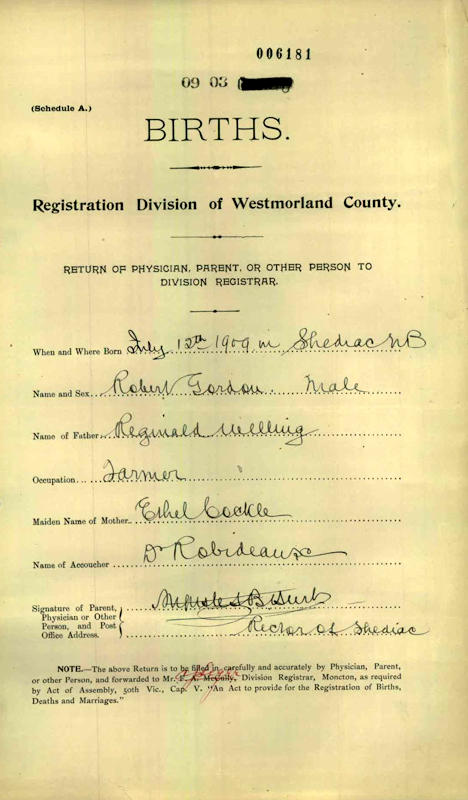 006181
09 03
(Schedule A.)
BIRTHS.
Registration Division of Westmorland County.
RETURN OF PHYSICIAN, PARENT, OR OTHER PERSON TO
DIVISION REGISTRAR.
When and Where Born July 12th 1909 in Shediac NB
Name and Sex Robert Gordon Male
Name of Father Reginald Welling
Occupation Farmer
Maiden Name of Mother Ethel Cockle
Name of Accoucher Dr Robideaux
Signature of Parent,
Physician or Other
Person, and Post
Office Address.
Rector of Shediac
NOTE.—The above Return is to be filled in carefully and accurately by Physician, Parent,
or other Person, and forwarded to Mr. McCully, Division Registrar, Moncton, as required
by Act of Assembly, 50th Vic., Cap. V. "An Act to provide for the Registration of Births,
Deaths and Marriages."